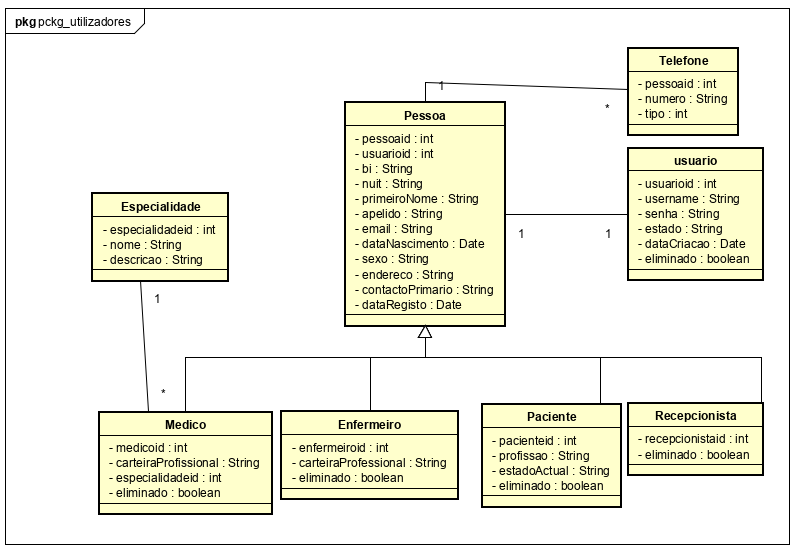 pkg pckg_utilizadores
Telefone
- pessoaid : int
- numero : String
- tipo : int
1
*
Pessoa
- pessoaid : int
- usuarioid : int
- bi : String
- nuit : String
- primeiroNome : String
- apelido : String
- email : String
- dataNascimento : Date
- sexo : String
- endereco : String
- contactoPrimario : String
- dataRegisto : Date
usuario
- usuarioid : int
- username : String
- senha : String
- estado : String
- dataCriacao : Date
- eliminado : boolean
1
1
Especialidade
- especialidadeid : int
- nome : String
- descricao : String
1
*
Medico
- medicoid : int
- carteiraProfissional : String
- especialidadeid : int
- eliminado : boolean
Enfermeiro
- enfermeiroid : int
- carteiraProfessional : String
- eliminado : boolean
Paciente
- pacienteid : int
- profissao : String
- estadoActual : String
- eliminado : boolean
Recepcionista
- recepcionistaid : int
- eliminado : boolean